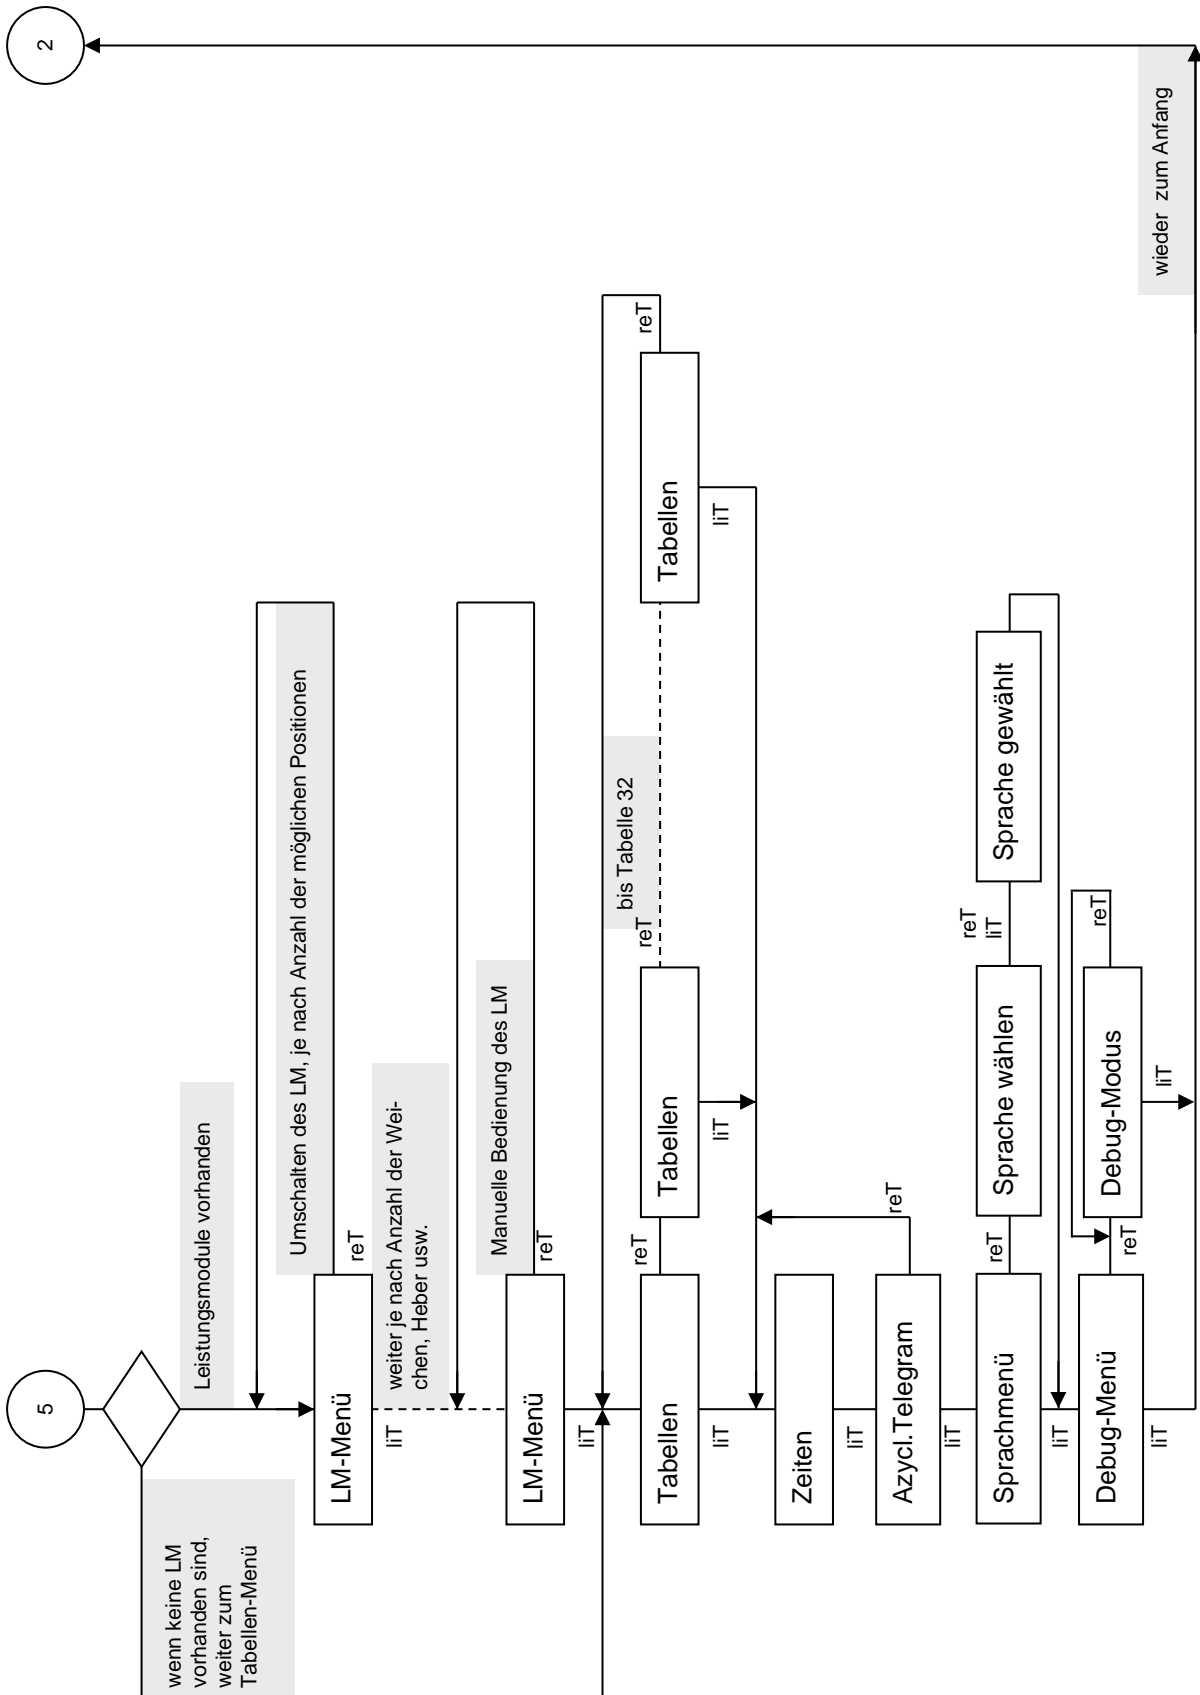 5
2
wenn keine LM
vorhanden sind,
weiter zum
Tabellen-Menü
Leistungsmodule vorhanden
Umschalten des LM, je nach Anzahl der möglichen Positionen
LM-Menü
reT
liT
weiter je nach Anzahl der Wei-
chen, Heber usw.
Manuelle Bedienung des LM
LM-Menü
reT
liT
bis Tabelle 32
Tabellen
reT
Tabellen
reT
Tabellen
reT
liT
liT
liT
Zeiten
liT
Azycl.Telegram
reT
liT
Sprachmenü
reT
Sprache wählen
reT
liT
Sprache gewählt
liT
Debug-Menü
reT
Debug-Modus
reT
liT
liT
wieder zum Anfang